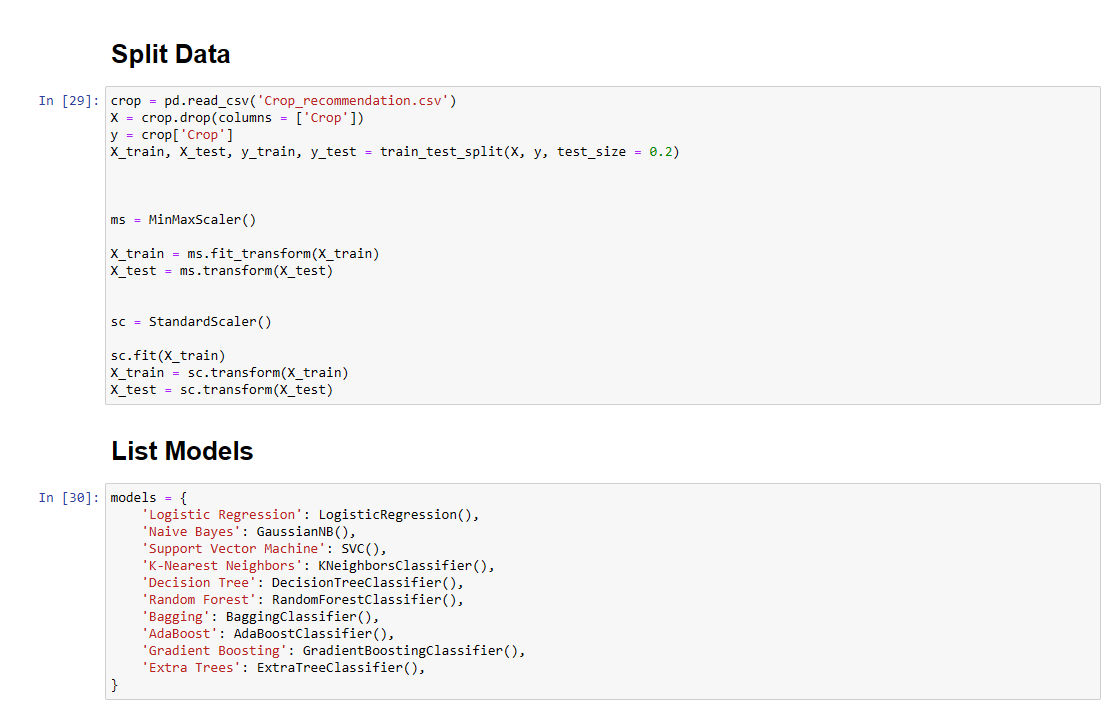 Split Data
In [29]: crop = pd.read_csv('Crop_recommendation.csv')
X = crop.drop(columns = ['Crop'])
y = crop['Crop']
X_train, X_test, y_train, y_test = train_test_split(X, y, test_size = 0.2)
ms = MinMaxScaler()
X_train = ms.fit_transform(X_train)
X_test = ms.transform(X_test)
sc = StandardScaler()
sc.fit(X_train)
X_train = sc.transform(X_train)
X_test = sc.transform(X_test)
List Models
In [30]: models = {
'Logistic Regression': LogisticRegression(),
'Naive Bayes': GaussianNB(),
'Support Vector Machine': SVC(),
'K-Nearest Neighbors': KNeighborsClassifier(),
'Decision Tree': DecisionTreeClassifier(),
'Random Forest': RandomForestClassifier(),
'Bagging': BaggingClassifier(),
'AdaBoost': AdaBoostClassifier(),
'Gradient Boosting': GradientBoostingClassifier(),
'Extra Trees': ExtraTreeClassifier(),
}